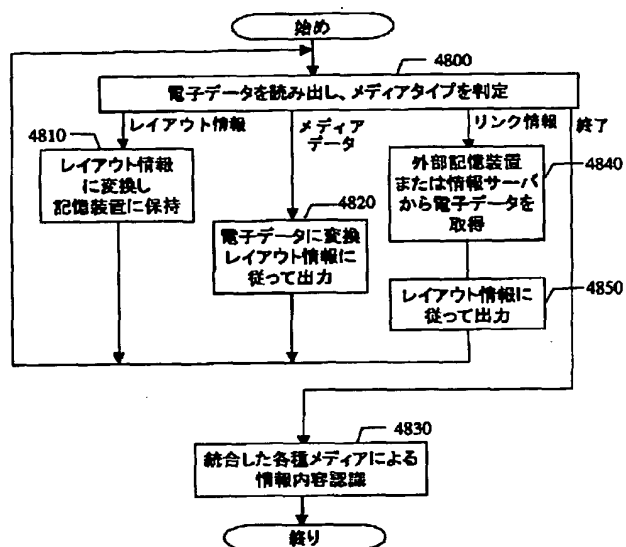 始め
4800
電子データを読み出し、メディアタイプを判定
レイアウト情報
メディア
データ
リンク情報
終了
4810
レイアウト情報
に変換し
記憶装置に保持
4820
電子データに変換
レイアウト情報に
従って出力
外部記憶装置
または情報サーバ
から電子データを
取得
4840
レイアウト情報に
従って出力
4850
4830
統合した各種メディアによる
情報内容認識
終り